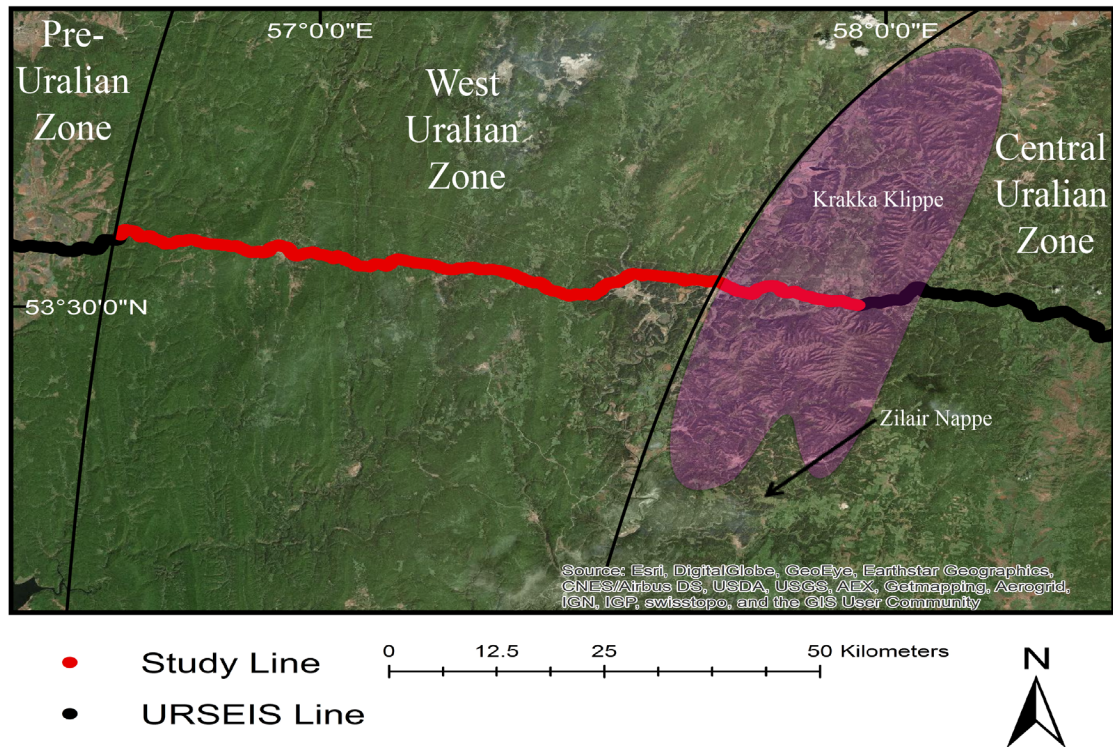 Pre-
Uralian
Zone
57°0'0"E
West
Uralian
Zone
58°0'0"E
Central
Uralian
Zone
Krakka Klippe
53°30'0"N
Zilair Nappe
Source: Esri, DigitalGlobe, GeoEye, Earthstar Geographics,
CNES/Airbus DS, USDA, USGS, AEX, Getmapping, Aerogrid,
IGN, IGP, swisstopo, and the GIS User Community
Study Line
URSEIS Line
0 12.5 25 50 Kilometers
N